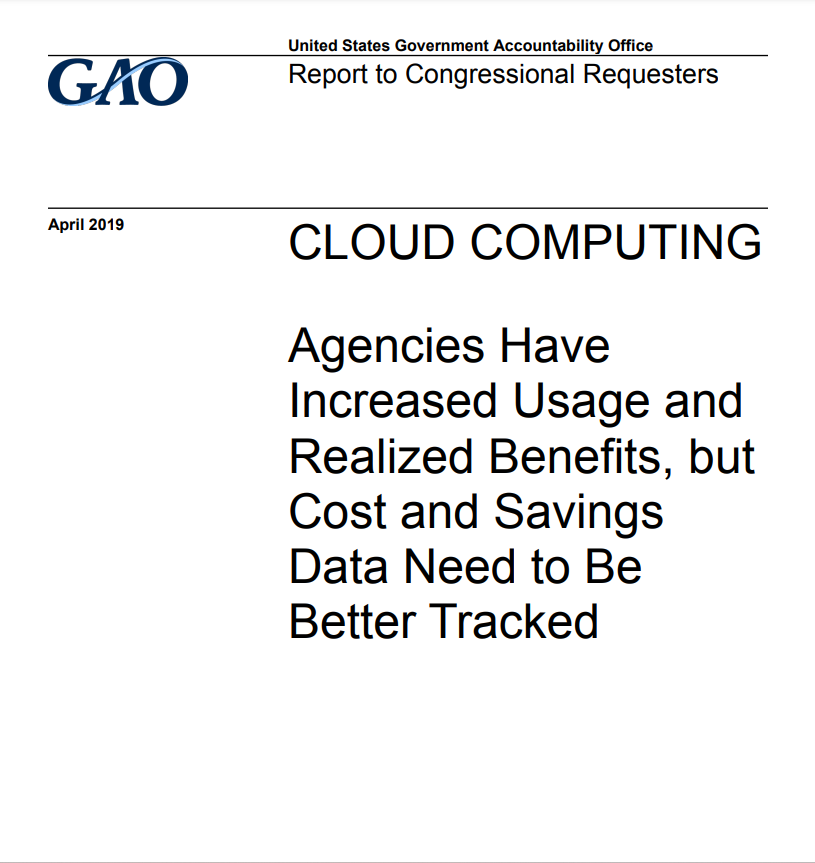 United States Government Accountability Office
GAO
Report to Congressional Requesters
April 2019
CLOUD COMPUTING
Agencies Have
Increased Usage and
Realized Benefits, but
Cost and Savings
Data Need to Be
Better Tracked